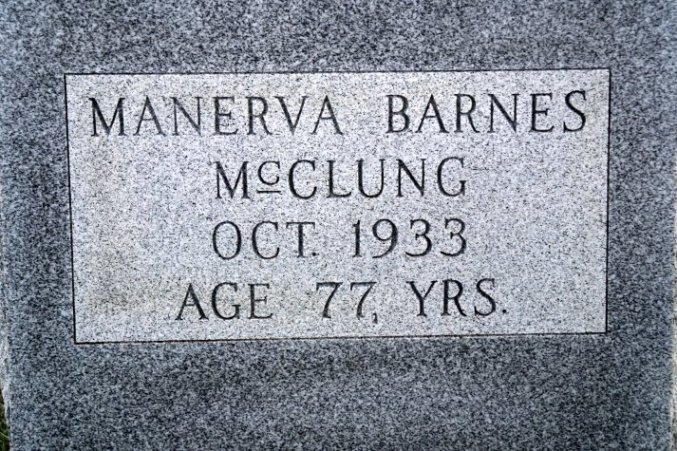 MANERVA BARNES
McCLUNG
OCT. 1933
AGE 77, YRS.